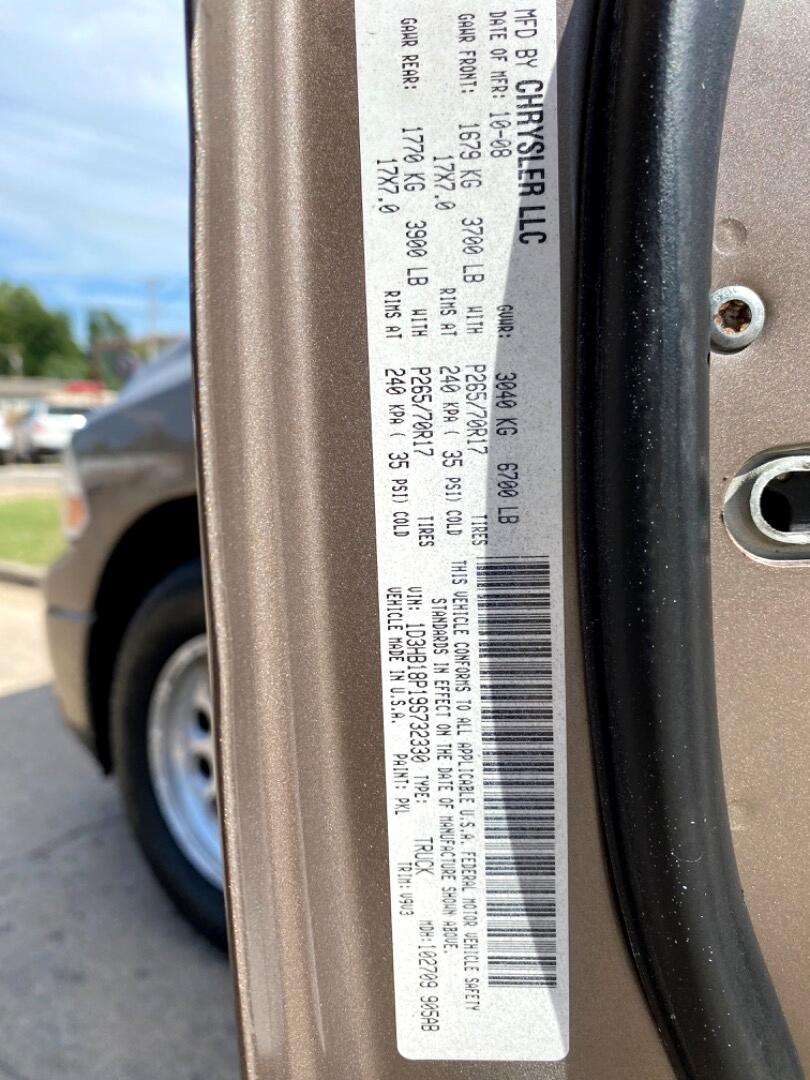 MFD BY CHRYSLER LLC
DATE OF MFR: 10-08 GVWR: 3040 KG 6700 LB
GAWR FRONT: 1679 KG 3700 LB WITH P265/70R17 TIRES
17X7.0 RIMS AT 240 KPA ( 35 PSI) COLD
GAWR REAR: 1770 KG 3900 LB WITH P265/70R17 TIRES
17X7.0 RIMS AT 240 KPA ( 35 PSI) COLD
THIS VEHICLE CONFORMS TO ALL APPLICABLE U.S.A. FEDERAL MOTOR VEHICLE SAFETY
STANDARDS IN EFFECT ON THE DATE OF MANUFACTURE SHOWN ABOVE.
VIN: 1D3HB18P19S732330 TYPE: TRUCK MDH:102709 905AB
VEHICLE MADE IN U.S.A. PAINT: PKL TRIM: V9V3